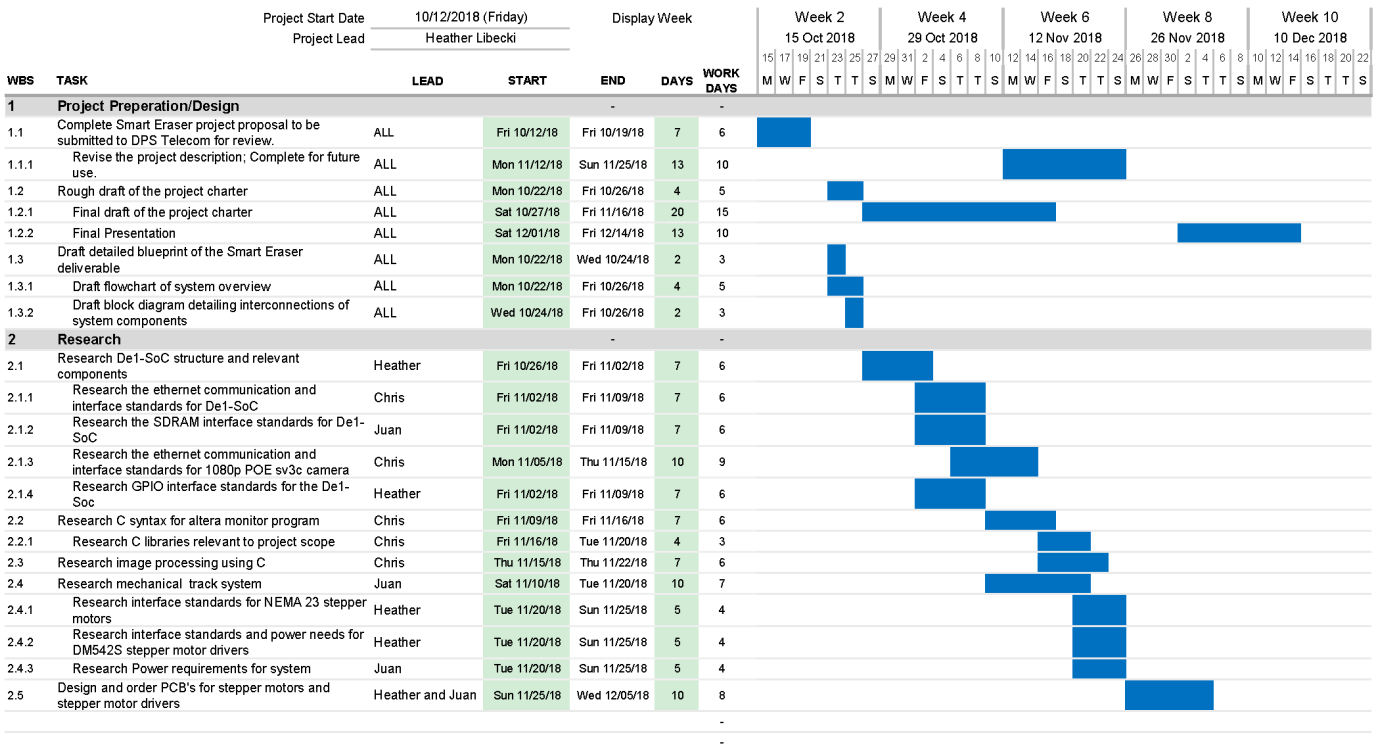 Project Start Date 10/12/2018 (Friday) Display Week Week 2 Week 4 Week 6 Week 8 Week 10
Project Lead Heather Libecki 15 Oct 2018 29 Oct 2018 12 Nov 2018 26 Nov 2018 10 Dec 2018
15 17 19 21 23 25 27 29 31 2 4 6 8 10 12 14 16 18 20 22 24 26 28 30 2 4 6 8 10 12 14 16 18 20 22
WBS TASK LEAD START END DAYS WORK DAYS M W F S T T S M W F S T T S M W F S T T S M W F S T T S M W F S T T S
1 Project Preperation/Design - -
1.1 Complete Smart Eraser project proposal to be
submitted to DPS Telecom for review. ALL Fri 10/12/18 Fri 10/19/18 7 6
1.1.1 Revise the project description; Complete for future
use. ALL Mon 11/12/18 Sun 11/25/18 13 10
1.2 Rough draft of the project charter ALL Mon 10/22/18 Fri 10/26/18 4 5
1.2.1 Final draft of the project charter ALL Sat 10/27/18 Fri 11/16/18 20 15
1.2.2 Final Presentation ALL Sat 12/01/18 Fri 12/14/18 13 10
1.3 Draft detailed blueprint of the Smart Eraser
deliverable ALL Mon 10/22/18 Wed 10/24/18 2 3
1.3.1 Draft flowchart of system overview ALL Mon 10/22/18 Fri 10/26/18 4 5
1.3.2 Draft block diagram detailing interconnections of
system components ALL Wed 10/24/18 Fri 10/26/18 2 3
2 Research - -
2.1 Research De1-SoC structure and relevant
components Heather Fri 10/26/18 Fri 11/02/18 7 6
2.1.1 Research the ethernet communication and
interface standards for De1-SoC Chris Fri 11/02/18 Fri 11/09/18 7 6
2.1.2 Research the SDRAM interface standards for De1-
SoC Juan Fri 11/02/18 Fri 11/09/18 7 6
2.1.3 Research the ethernet communication and
interface standards for 1080p POE sv3c camera Chris Mon 11/05/18 Thu 11/15/18 10 9
2.1.4 Research GPIO interface standards for the De1-
Soc Heather Fri 11/02/18 Fri 11/09/18 7 6
2.2 Research C syntax for altera monitor program Chris Fri 11/09/18 Fri 11/16/18 7 6
2.2.1 Research C libraries relevant to project scope Chris Fri 11/16/18 Tue 11/20/18 4 3
2.3 Research image processing using C Chris Thu 11/15/18 Thu 11/22/18 7 6
2.4 Research mechanical track system Juan Sat 11/10/18 Tue 11/20/18 10 7
2.4.1 Research interface standards for NEMA 23 stepper
motors Heather Tue 11/20/18 Sun 11/25/18 5 4
2.4.2 Research interface standards and power needs for
DM542S stepper motor drivers Heather Tue 11/20/18 Sun 11/25/18 5 4
2.4.3 Research Power requirements for system Juan Tue 11/20/18 Sun 11/25/18 5 4
2.5 Design and order PCB's for stepper motors and
stepper motor drivers Heather and Juan Sun 11/25/18 Wed 12/05/18 10 8
-
-